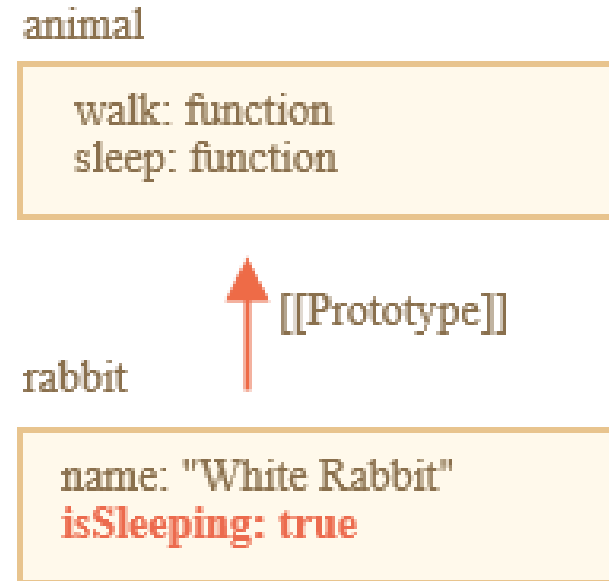 animal
walk: function
sleep: function
[[Prototype]]
rabbit
name: "White Rabbit"
isSleeping: true